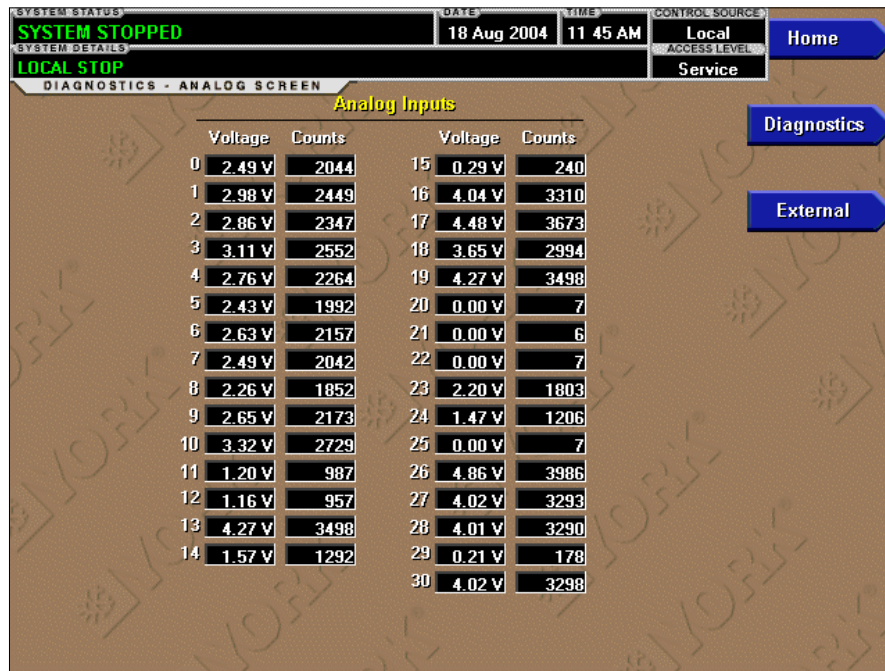 SYSTEM STATUS
SYSTEM STOPPED
DATE
18 Aug 2004
TIME
11 45 AM
CONTROL SOURCE
Local
Home
SYSTEM DETAILS
LOCAL STOP
ACCESS LEVEL
Service
DIAGNOSTICS - ANALOG SCREEN
Analog Inputs
Diagnostics
External
Voltage Counts Voltage Counts
0 2.49 V 2044 15 0.29 V 240
1 2.98 V 2449 16 4.04 V 3310
2 2.86 V 2347 17 4.48 V 3673
3 3.11 V 2552 18 3.65 V 2994
4 2.76 V 2264 19 4.27 V 3498
5 2.43 V 1992 20 0.00 V 7
6 2.63 V 2157 21 0.00 V 6
7 2.49 V 2042 22 0.00 V 7
8 2.26 V 1852 23 2.20 V 1803
9 2.65 V 2173 24 1.47 V 1206
10 3.32 V 2729 25 0.00 V 7
11 1.20 V 987 26 4.86 V 3986
12 1.16 V 957 27 4.02 V 3293
13 4.27 V 3498 28 4.01 V 3290
14 1.57 V 1292 29 0.21 V 178
30 4.02 V 3298
YORK